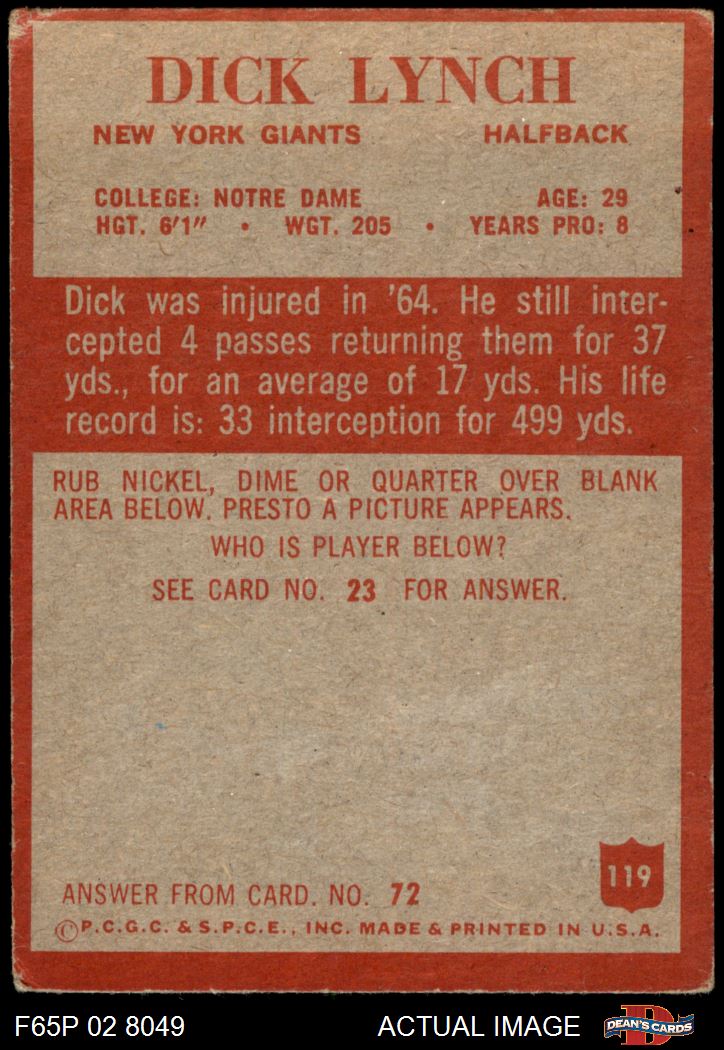 DICK LYNCH
NEW YORK GIANTS HALFBACK
COLLEGE: NOTRE DAME AGE: 29
HGT. 6'1" • WGT. 205 • YEARS PRO: 8
Dick was injured in '64. He still inter-
cepted 4 passes returning them for 37
yds., for an average of 17 yds. His life
record is: 33 interception for 499 yds.
RUB NICKEL, DIME OR QUARTER OVER BLANK
AREA BELOW. PRESTO A PICTURE APPEARS.
WHO IS PLAYER BELOW?
SEE CARD NO. 23 FOR ANSWER.
119
ANSWER FROM CARD. NO. 72
©P.C.G.C. & S.P.C.E., INC. MADE & PRINTED IN U.S.A.
F65P 02 8049 ACTUAL IMAGE
D
DEAN'S CARDS